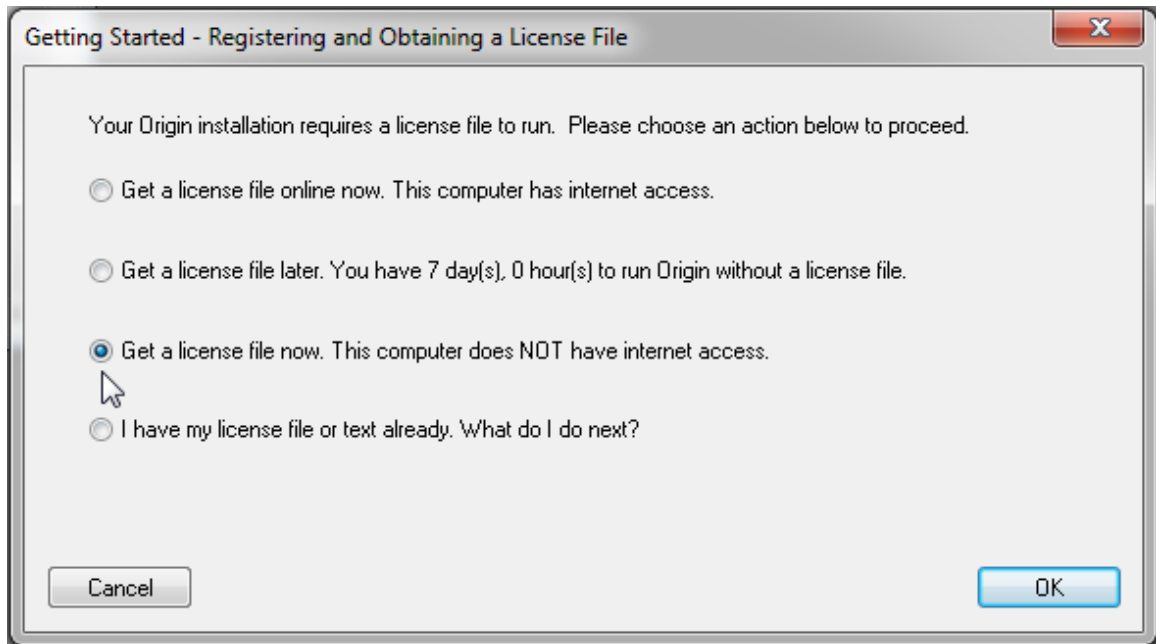 Getting Started - Registering and Obtaining a License File
Your Origin installation requires a license file to run.  Please choose an action below to proceed.
Get a license file online now. This computer has internet access.
Get a license file later. You have 7 day(s), 0 hour(s) to run Origin without a license file.
Get a license file now. This computer does NOT have internet access.
I have my license file or text already. What do I do next?
Cancel
OK